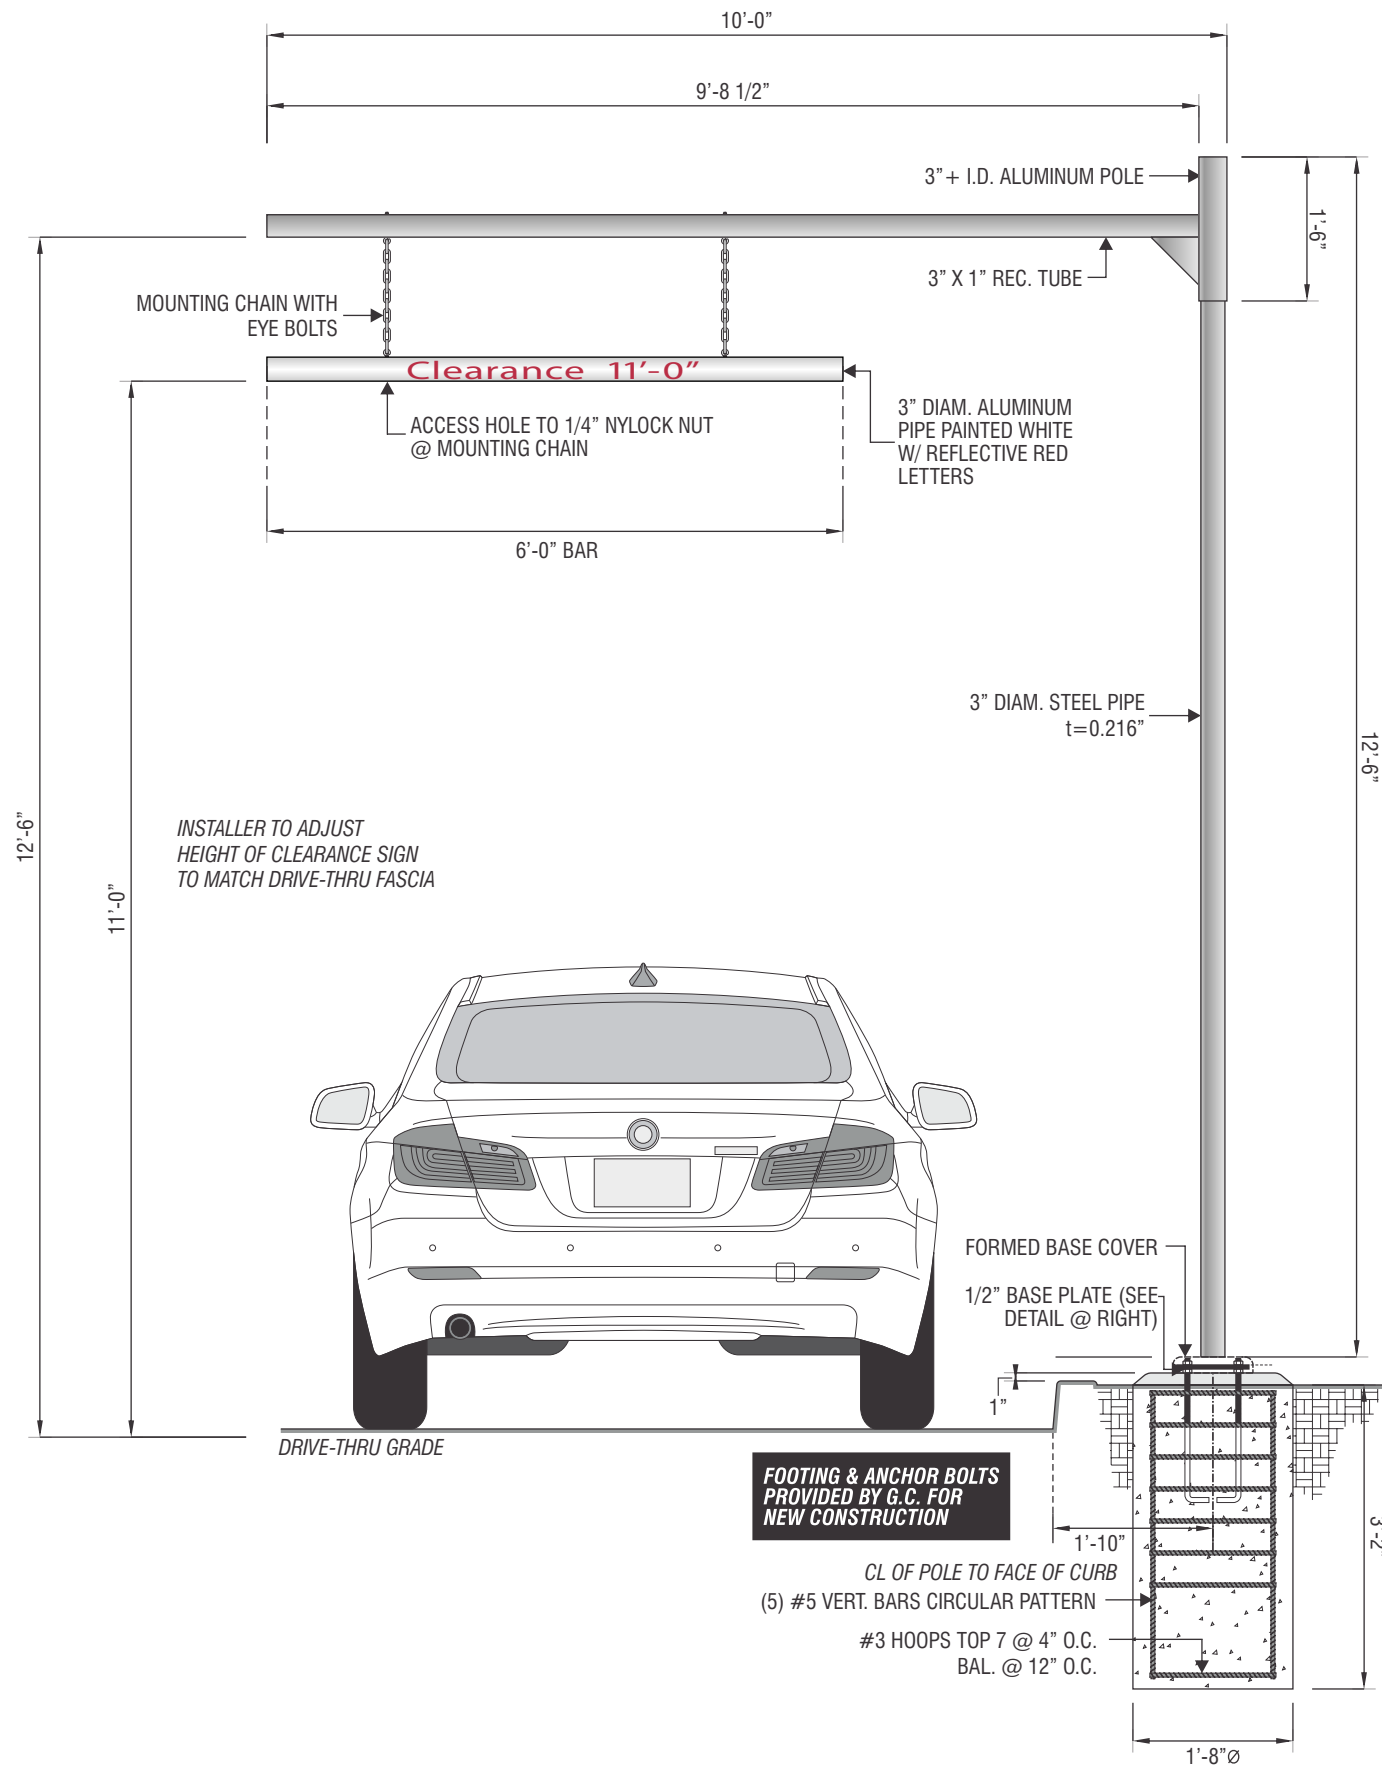 10'-0"
9'-8 1/2"
3"+ I.D. ALUMINUM POLE
1'-6"
3" X 1" REC. TUBE
MOUNTING CHAIN WITH
EYE BOLTS
Clearance 11'-0"
ACCESS HOLE TO 1/4" NYLOCK NUT
@ MOUNTING CHAIN
3" DIAM. ALUMINUM
PIPE PAINTED WHITE
W/ REFLECTIVE RED
LETTERS
6'-0" BAR
3" DIAM. STEEL PIPE
t=0.216"
12'-6"
12'-6"
11'-0"
INSTALLER TO ADJUST
HEIGHT OF CLEARANCE SIGN
TO MATCH DRIVE-THRU FASCIA
FORMED BASE COVER
1/2" BASE PLATE (SEE
DETAIL @ RIGHT)
1"
DRIVE-THRU GRADE
FOOTING & ANCHOR BOLTS
PROVIDED BY G.C. FOR
NEW CONSTRUCTION
1'-10"
CL OF POLE TO FACE OF CURB
(5) #5 VERT. BARS CIRCULAR PATTERN
#3 HOOPS TOP 7 @ 4" O.C.
BAL. @ 12" O.C.
3'-2"
1'-8"Ø